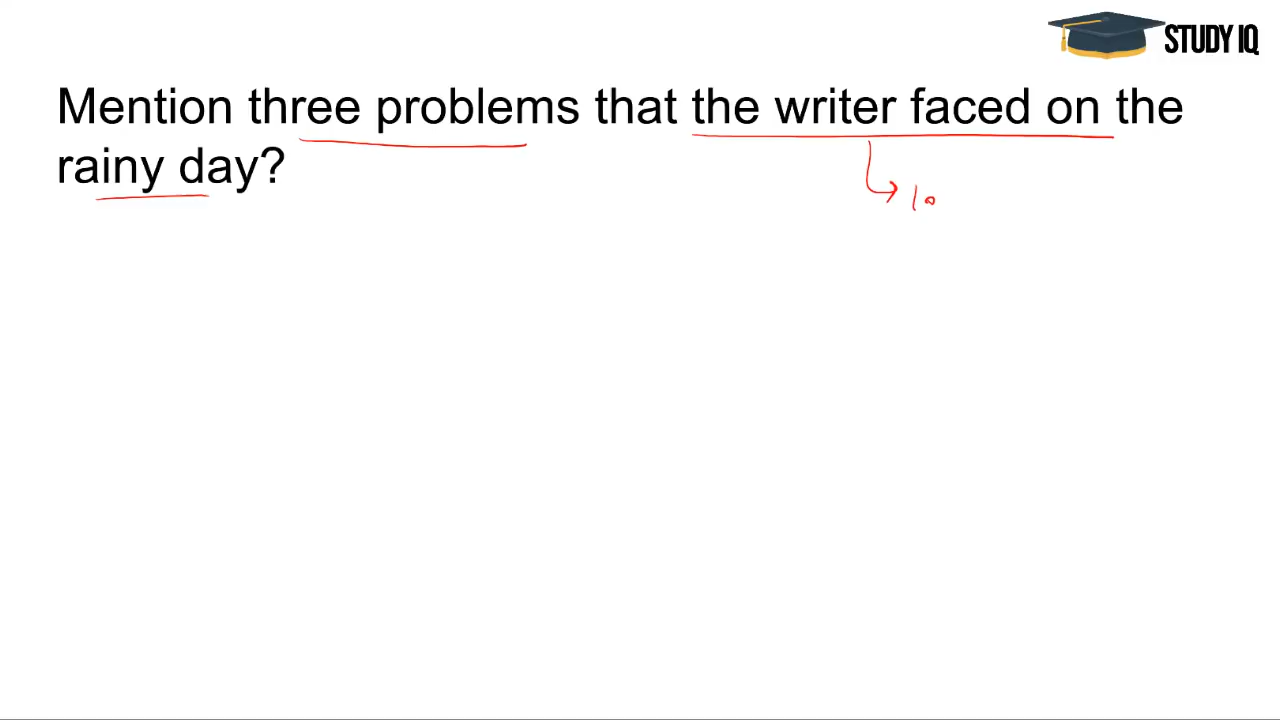 STUDY IQ
Mention three problems that the writer faced on the
rainy day?